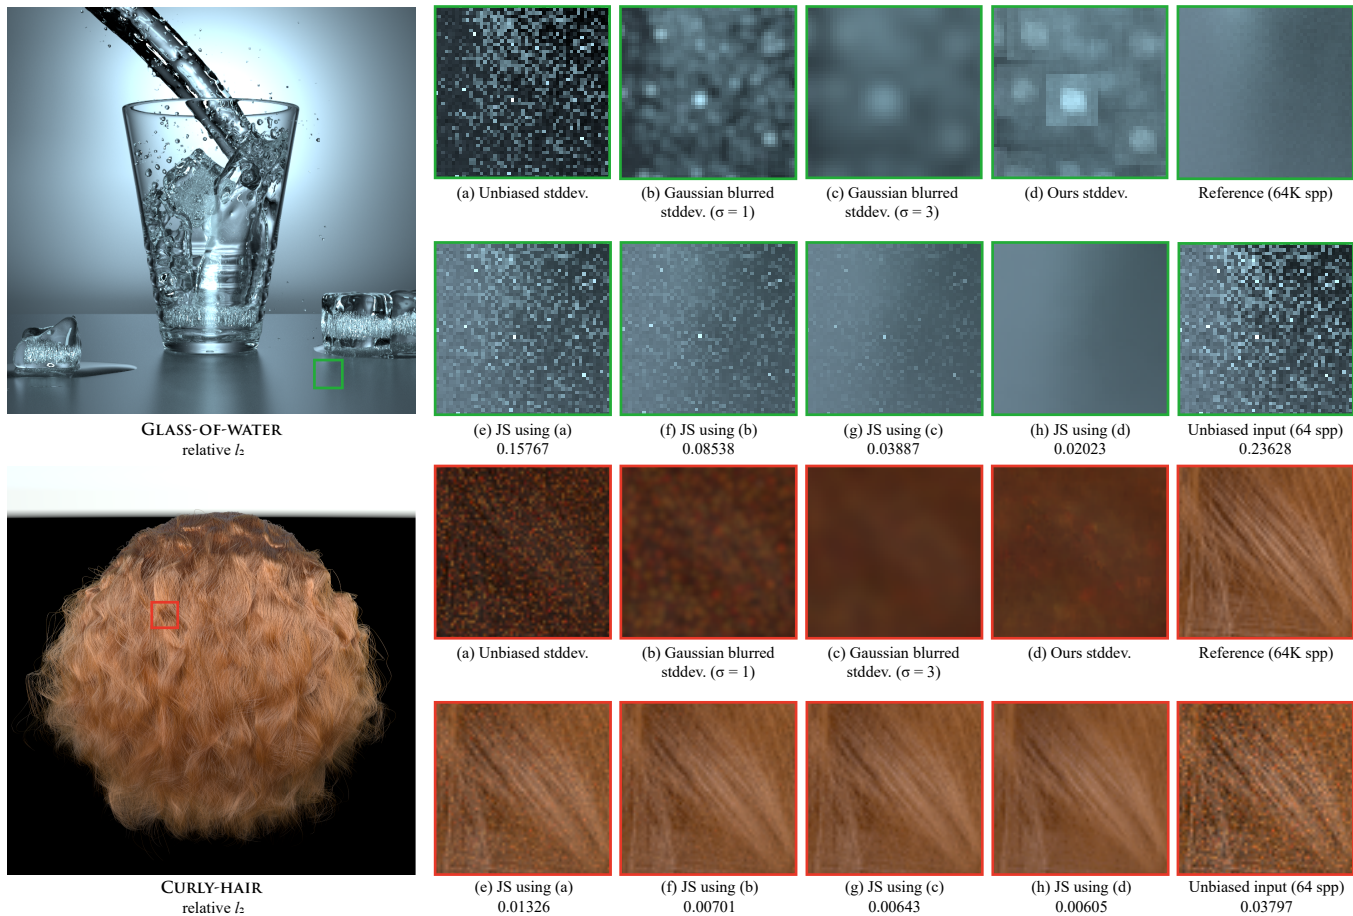 (a) Unbiased stddev.
(b) Gaussian blurred
stddev. (σ = 1)
(c) Gaussian blurred
stddev. (σ = 3)
(d) Ours stddev.
Reference (64K spp)
GLASS-OF-WATER
relative l₂
(e) JS using (a)
0.15767
(f) JS using (b)
0.08538
(g) JS using (c)
0.03887
(h) JS using (d)
0.02023
Unbiased input (64 spp)
0.23628
(a) Unbiased stddev.
(b) Gaussian blurred
stddev. (σ = 1)
(c) Gaussian blurred
stddev. (σ = 3)
(d) Ours stddev.
Reference (64K spp)
CURLY-HAIR
relative l₂
(e) JS using (a)
0.01326
(f) JS using (b)
0.00701
(g) JS using (c)
0.00643
(h) JS using (d)
0.00605
Unbiased input (64 spp)
0.03797